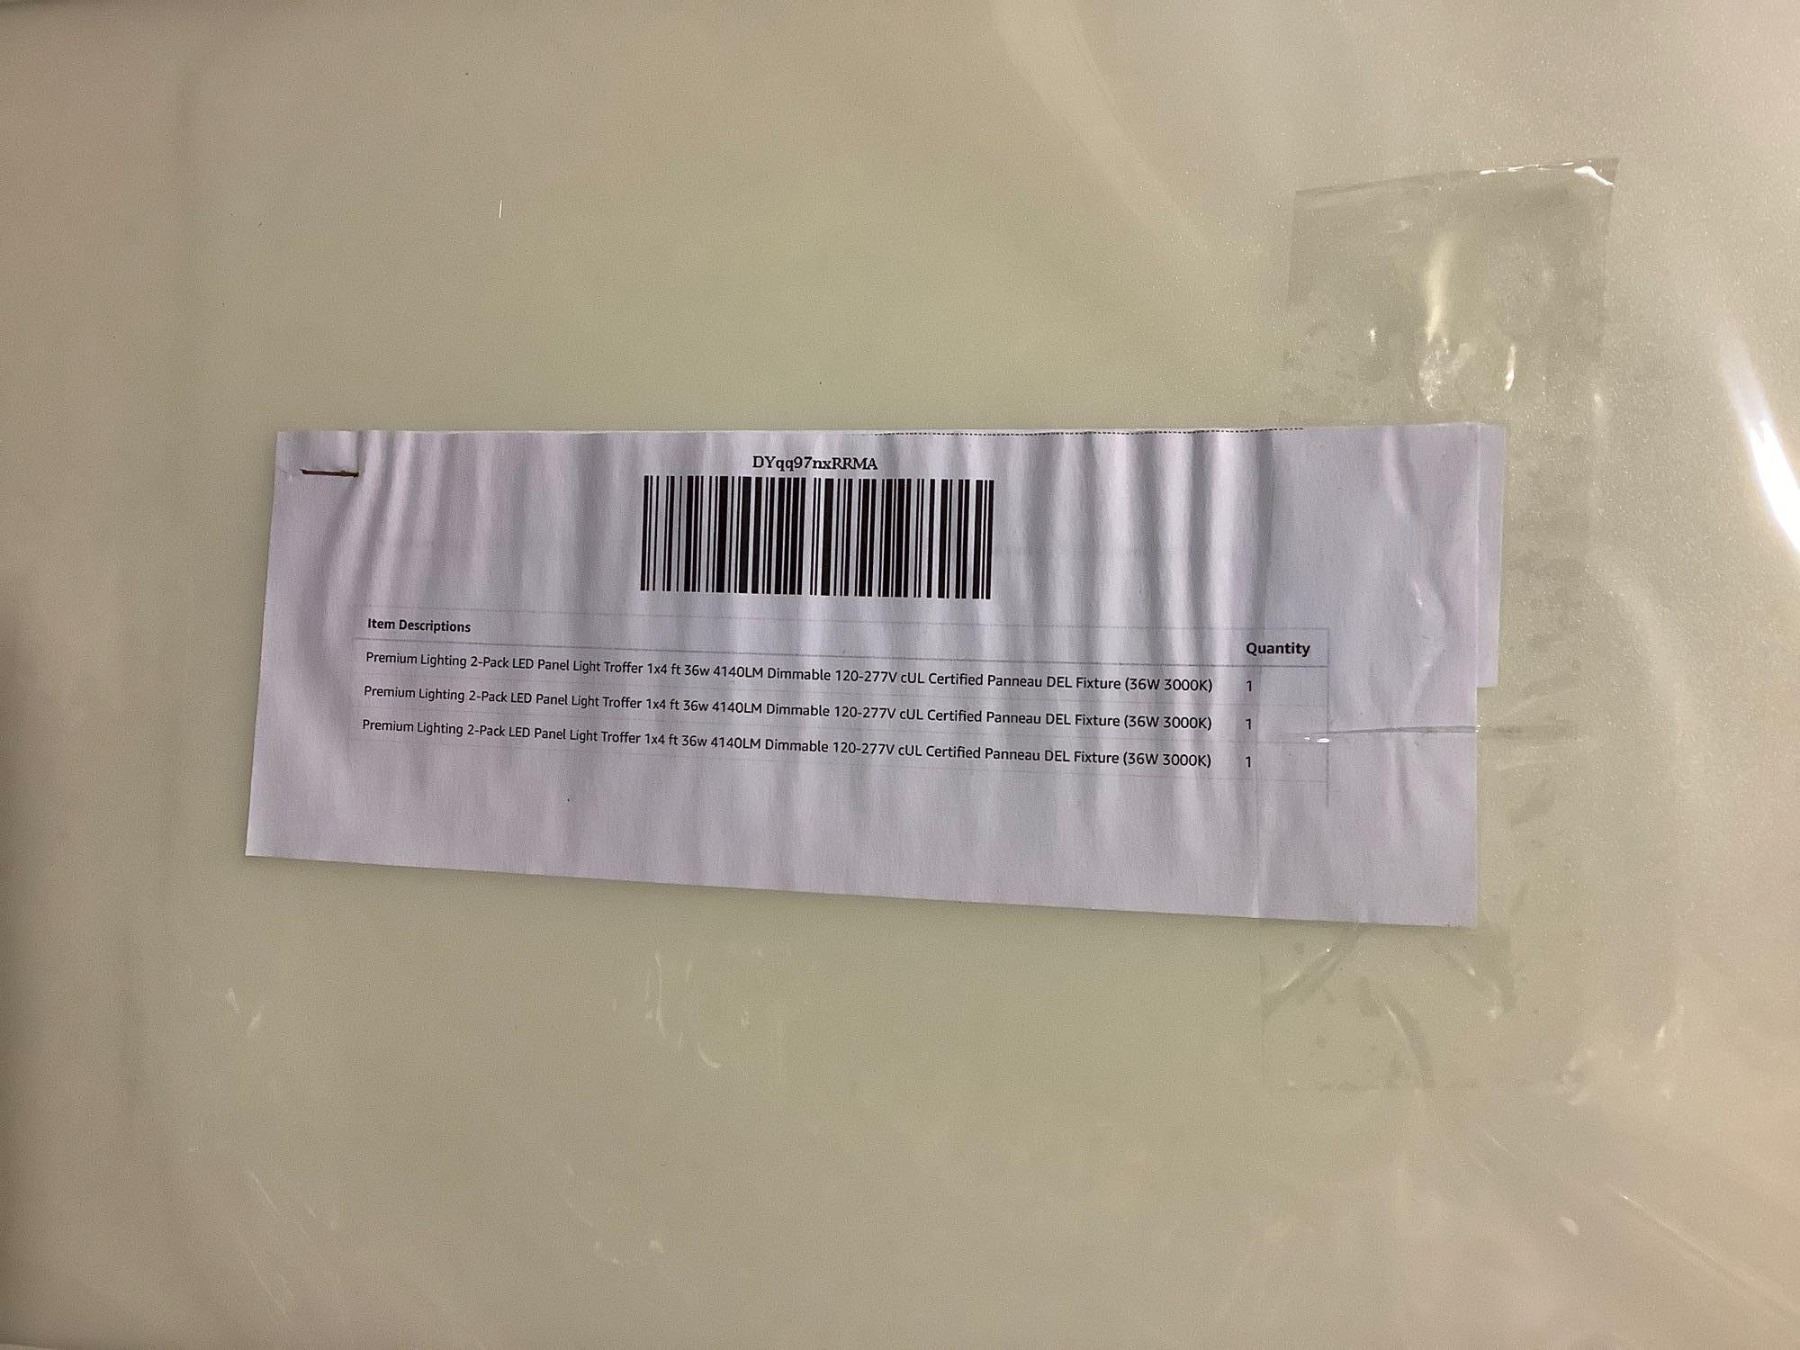 DYqq97nxRRMA
Item Descriptions Quantity
Premium Lighting 2-Pack LED Panel Light Troffer 1x4 ft 36w 4140LM Dimmable 120-277V cUL Certified Panneau DEL Fixture (36W 3000K) 1
Premium Lighting 2-Pack LED Panel Light Troffer 1x4 ft 36w 4140LM Dimmable 120-277V cUL Certified Panneau DEL Fixture (36W 3000K) 1
Premium Lighting 2-Pack LED Panel Light Troffer 1x4 ft 36w 4140LM Dimmable 120-277V cUL Certified Panneau DEL Fixture (36W 3000K) 1